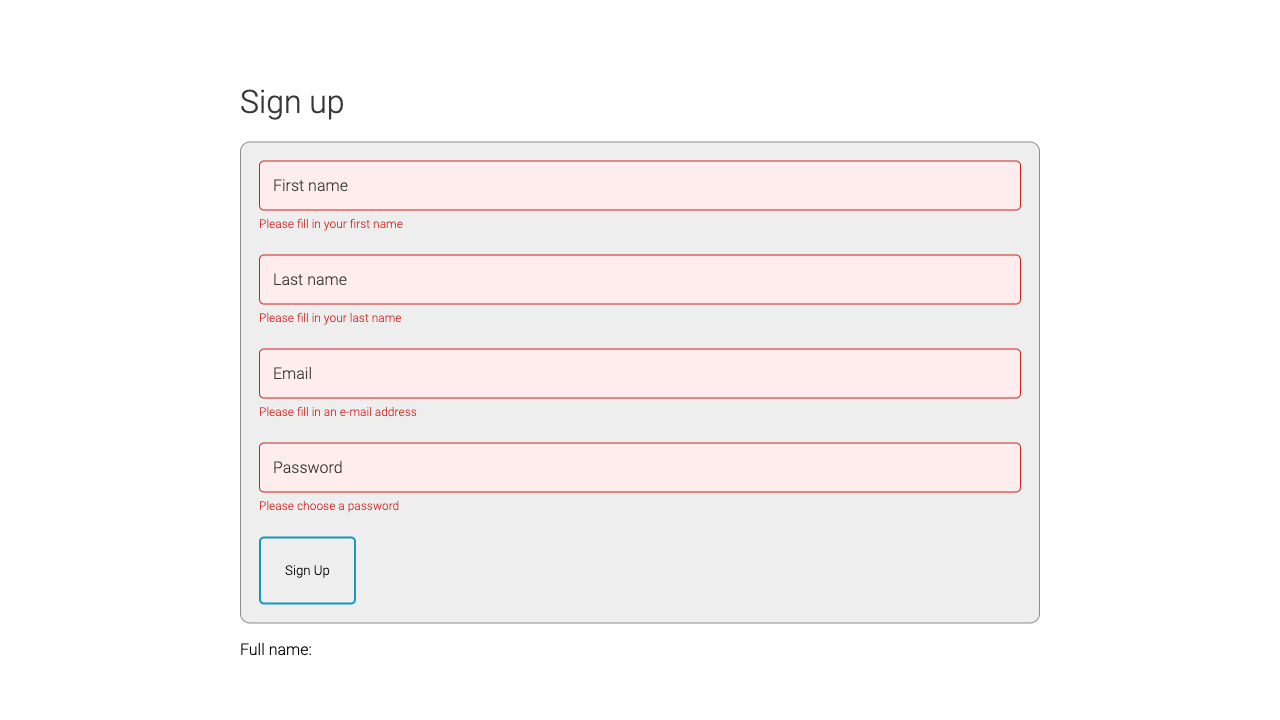 Sign up
First name
Please fill in your first name
Last name
Please fill in your last name
Email
Please fill in an e-mail address
Password
Please choose a password
Sign Up
Full name: